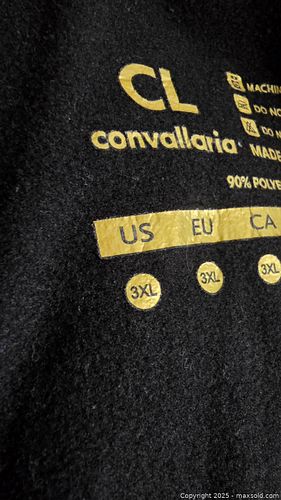 CL
convallaria
MACHIN
DO NO
DO N
MADE
90% POLYE
US EU CA
3XL 3XL 3XL
Copyright 2025 - maxsold.com